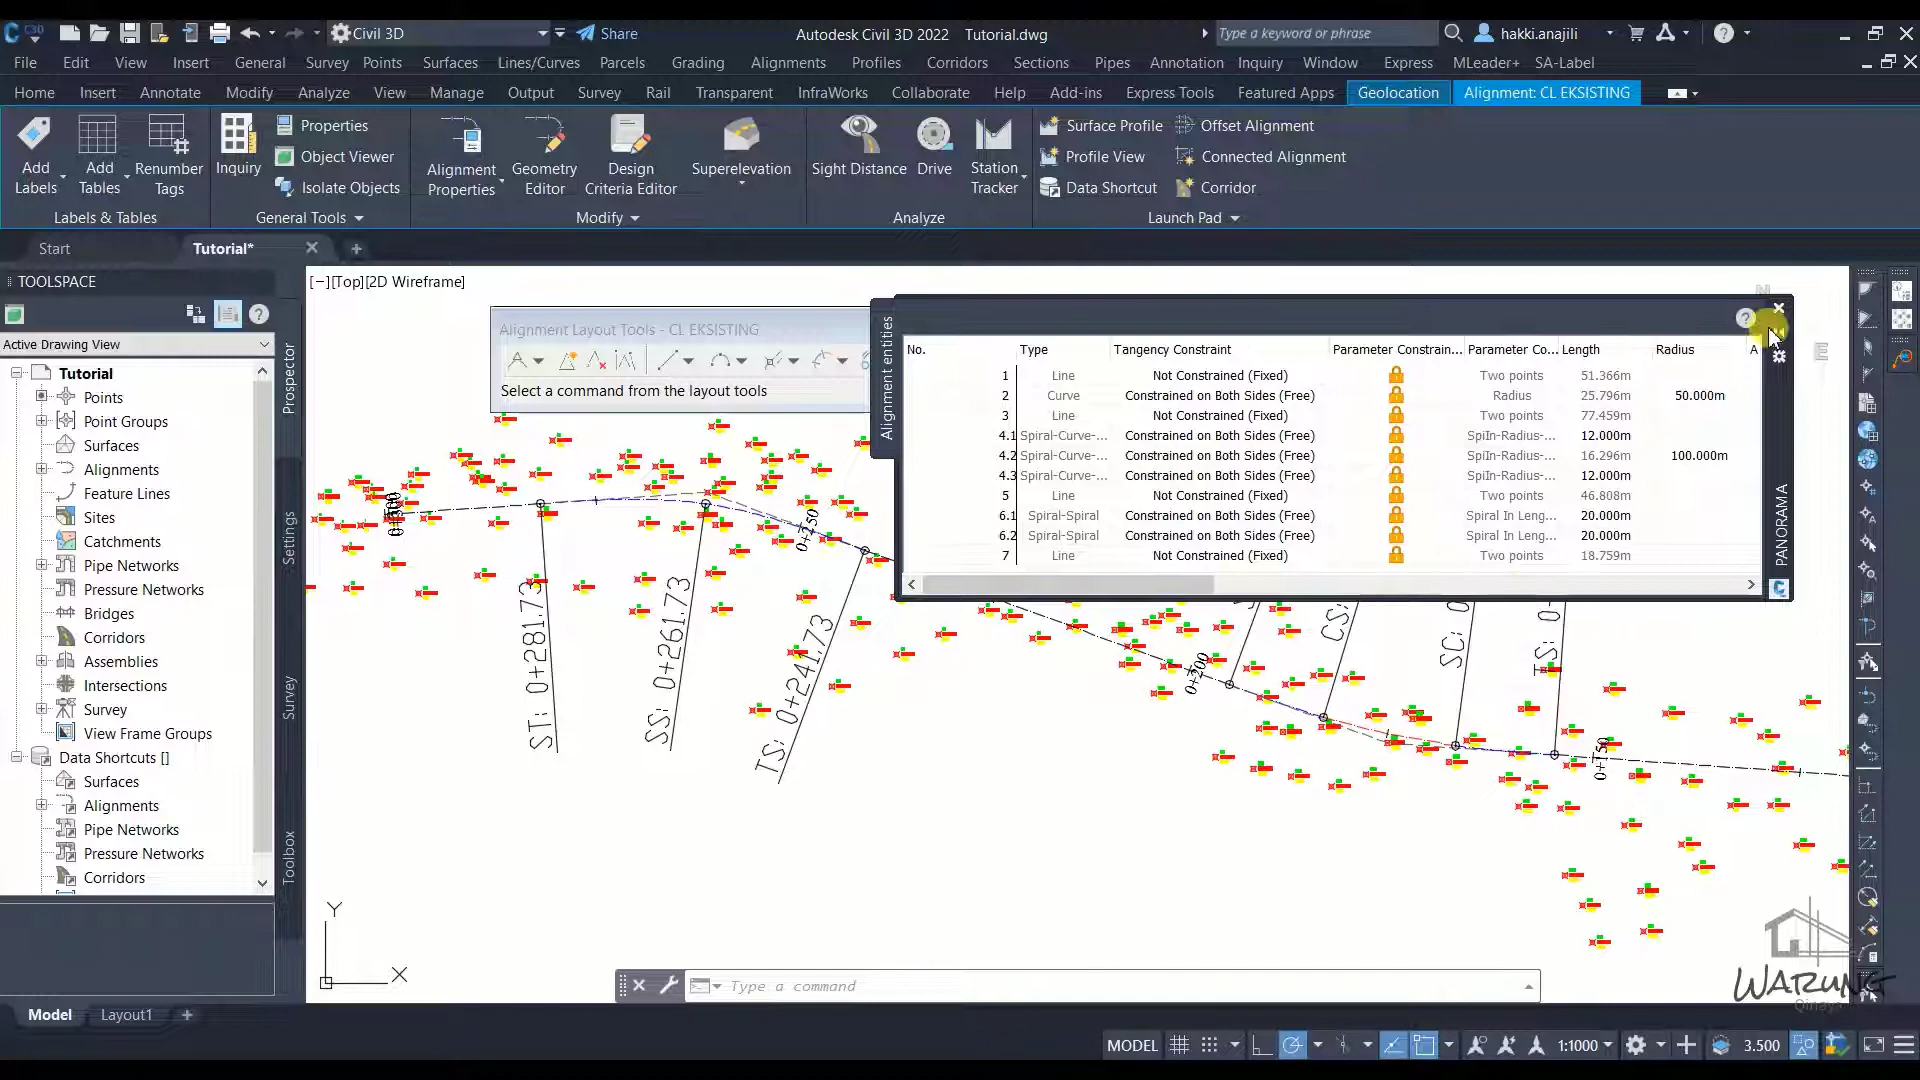 Civil 3D
Share
Autodesk Civil 3D 2022 Tutorial.dwg
Type a keyword or phrase
hakki.anajili
File Edit View Insert General Survey Points Surfaces Lines/Curves Parcels Grading Alignments Profiles Corridors Sections Pipes Annotation Inquiry Window Express MLeader+ SA-Label
Home Insert Annotate Modify Analyze View Manage Output Survey Rail Transparent InfraWorks Collaborate Help Add-ins Express Tools Featured Apps Geolocation Alignment: CL EKSISTING
Add Labels
Add Tables
Renumber Tags
Inquiry
Properties
Object Viewer
Isolate Objects
Alignment Properties
Geometry Editor
Design Criteria Editor
Superelevation
Sight Distance
Drive
Station Tracker
Surface Profile
Profile View
Data Shortcut
Offset Alignment
Connected Alignment
Corridor
Labels & Tables General Tools Modify Analyze Launch Pad
Start Tutorial*
TOOLSPACE
Active Drawing View
Tutorial
Points
Point Groups
Surfaces
Alignments
Feature Lines
Sites
Catchments
Pipe Networks
Pressure Networks
Bridges
Corridors
Assemblies
Intersections
Survey
View Frame Groups
Data Shortcuts []
Surfaces
Alignments
Pipe Networks
Pressure Networks
Corridors
Prospector
Settings
Survey
Toolbox
[−][Top][2D Wireframe]
Alignment Layout Tools - CL EKSISTING
Select a command from the layout tools
Alignment entities
PANORAMA
No. Type Tangency Constraint Parameter Constrain... Parameter Co... Length Radius A
1 Line Not Constrained (Fixed) Two points 51.366m
2 Curve Constrained on Both Sides (Free) Radius 25.796m 50.000m
3 Line Not Constrained (Fixed) Two points 77.459m
4.1 Spiral-Curve-... Constrained on Both Sides (Free) SpiIn-Radius-... 12.000m
4.2 Spiral-Curve-... Constrained on Both Sides (Free) SpiIn-Radius-... 16.296m 100.000m
4.3 Spiral-Curve-... Constrained on Both Sides (Free) SpiIn-Radius-... 12.000m
5 Line Not Constrained (Fixed) Two points 46.808m
6.1 Spiral-Spiral Constrained on Both Sides (Free) Spiral In Leng... 20.000m
6.2 Spiral-Spiral Constrained on Both Sides (Free) Spiral In Leng... 20.000m
7 Line Not Constrained (Fixed) Two points 18.759m
E
0+250
0+200
0+150
ST: 0+281.73
SS: 0+261.73
TS: 0+241.73
CS:
SC: 0
TS: 0
Y
X
Type a command
WARUNG
Model Layout1
MODEL
1:1000
3.500